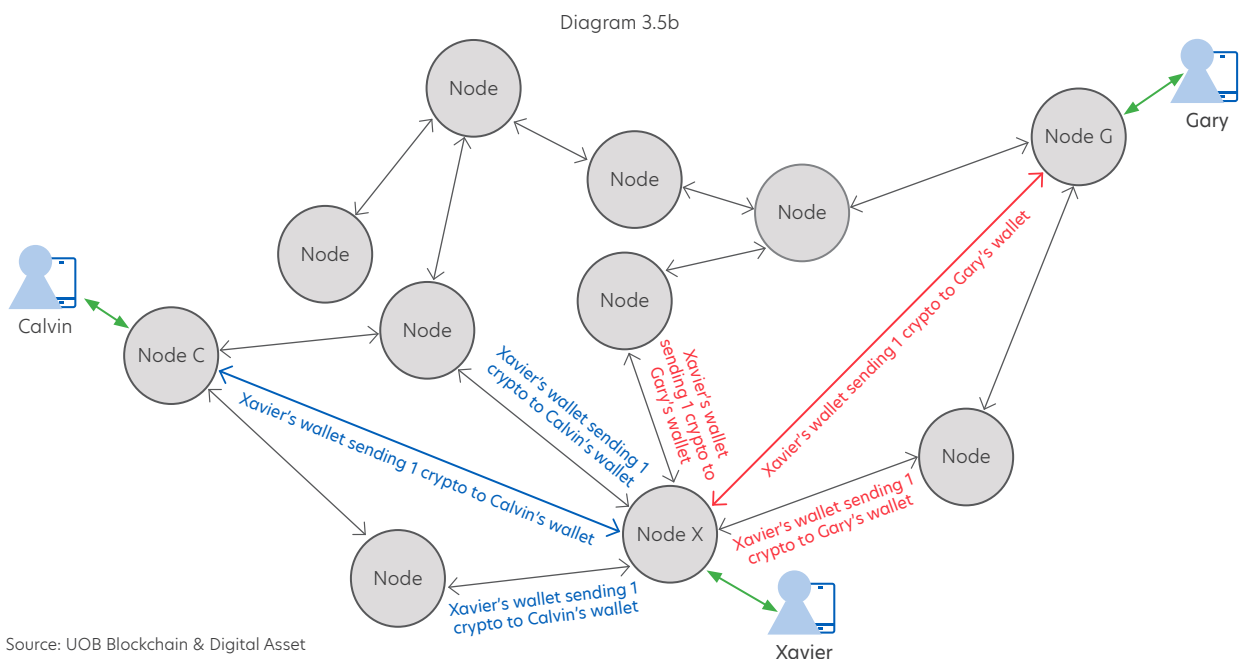 Diagram 3.5b
Node
Gary
Node G
Node
Node
Node
Calvin
Node
Node
Node C
Xavier's wallet sending 1
crypto to Calvin's wallet
Xavier's wallet
sending 1 crypto to
Gary's wallet
Xavier's wallet sending 1 crypto to Gary's wallet
Xavier's wallet sending 1 crypto to Calvin's wallet
Node
Node X
Xavier's wallet sending 1
crypto to Gary's wallet
Node
Xavier's wallet sending 1
crypto to Calvin's wallet
Source: UOB Blockchain & Digital Asset
Xavier